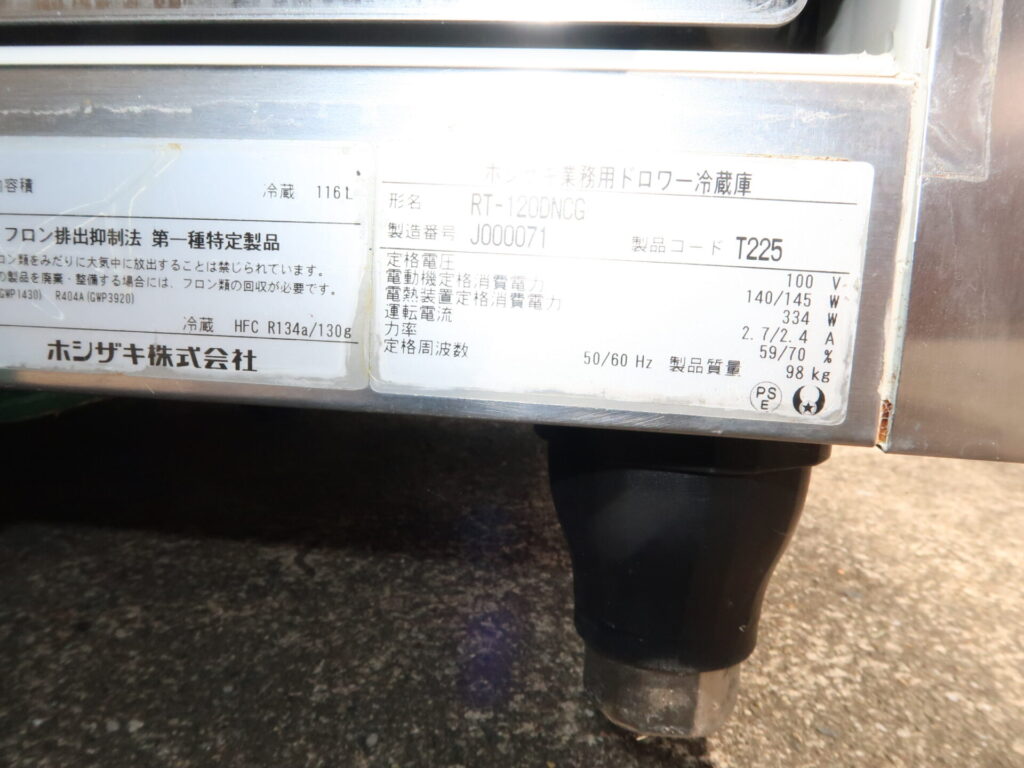 容積 冷蔵 116L
フロン排出抑制法 第一種特定製品
ロン類をみだりに大気中に放出することは禁じられています。
の製品を廃棄・整備する場合には、フロン類の回収が必要です。
(GWP1430) R404A(GWP3920)
冷蔵 HFC R134a/130g
ホシザキ株式会社
ホシザキ業務用ドロワー冷蔵庫
形名 RT-120DNCG
製造番号 J000071 製品コード T225
定格電圧 100 V
電動機定格消費電力 140/145 W
電熱装置定格消費電力 334 W
運転電流 2.7/2.4 A
力率 59/70 %
定格周波数 50/60 Hz 製品質量 98 kg
PS
E